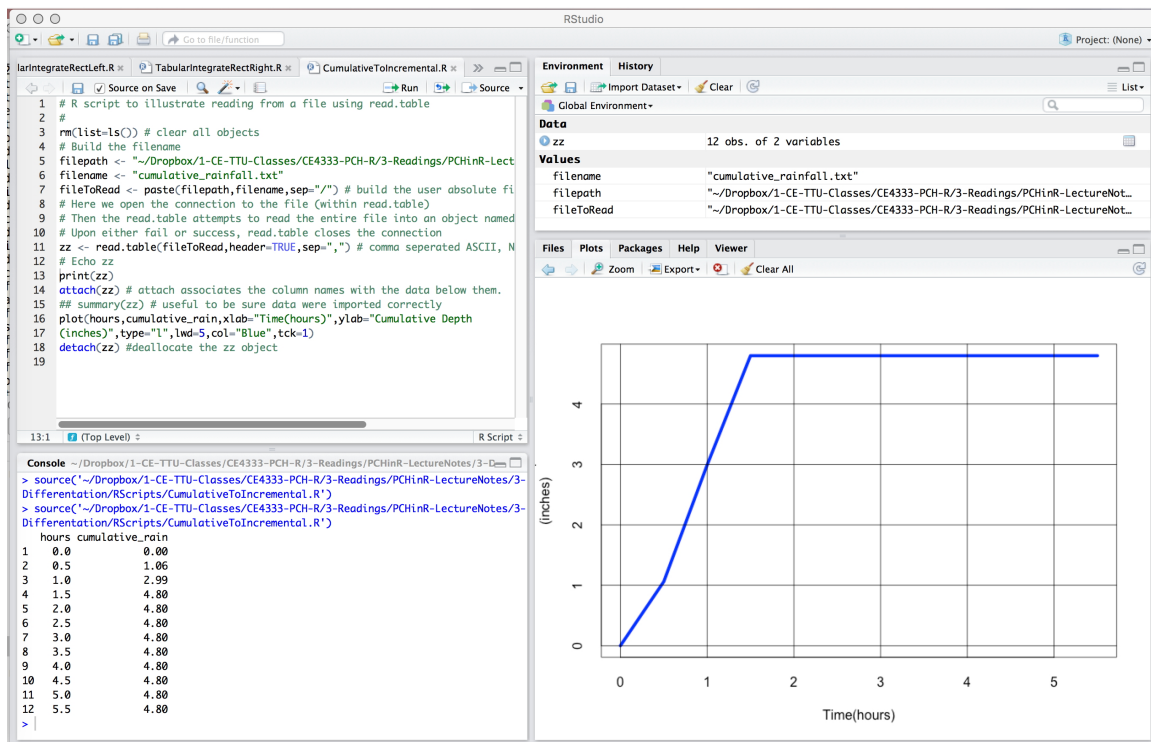 RStudio
Go to file/function
Project: (None)
larIntegrateRectLeft.R
TabularIntegrateRectRight.R
CumulativeToIncremental.R
Source on Save
Run
Source
1 # R script to illustrate reading from a file using read.table
2 #
3 rm(list=ls()) # clear all objects
4 # Build the filename
5 filepath <- "~/Dropbox/1-CE-TTU-Classes/CE4333-PCH-R/3-Readings/PCHinR-Lect
6 filename <- "cumulative_rainfall.txt"
7 fileToRead <- paste(filepath,filename,sep="/") # build the user absolute fi
8 # Here we open the connection to the file (within read.table)
9 # Then the read.table attempts to read the entire file into an object named
10 # Upon either fail or success, read.table closes the connection
11 zz <- read.table(fileToRead,header=TRUE,sep=",") # comma seperated ASCII, N
12 # Echo zz
13 print(zz)
14 attach(zz) # attach associates the column names with the data below them.
15 ## summary(zz) # useful to be sure data were imported correctly
16 plot(hours,cumulative_rain,xlab="Time(hours)",ylab="Cumulative Depth
17 (inches)",type="l",lwd=5,col="Blue",tck=1)
18 detach(zz) #deallocate the zz object
19
13:1 (Top Level) R Script
Console ~/Dropbox/1-CE-TTU-Classes/CE4333-PCH-R/3-Readings/PCHinR-LectureNotes/3-D
> source('~/Dropbox/1-CE-TTU-Classes/CE4333-PCH-R/3-Readings/PCHinR-LectureNotes/3-
Differentation/RScripts/CumulativeToIncremental.R')
> source('~/Dropbox/1-CE-TTU-Classes/CE4333-PCH-R/3-Readings/PCHinR-LectureNotes/3-
Differentation/RScripts/CumulativeToIncremental.R')
hours cumulative_rain
1 0.0 0.00
2 0.5 1.06
3 1.0 2.99
4 1.5 4.80
5 2.0 4.80
6 2.5 4.80
7 3.0 4.80
8 3.5 4.80
9 4.0 4.80
10 4.5 4.80
11 5.0 4.80
12 5.5 4.80
>
Environment History
Import Dataset Clear List
Global Environment
Data
zz 12 obs. of 2 variables
Values
filename "cumulative_rainfall.txt"
filepath "~/Dropbox/1-CE-TTU-Classes/CE4333-PCH-R/3-Readings/PCHinR-LectureNot…
fileToRead "~/Dropbox/1-CE-TTU-Classes/CE4333-PCH-R/3-Readings/PCHinR-LectureNot…
Files Plots Packages Help Viewer
Zoom Export Clear All
4
3
2
1
0
(inches)
0 1 2 3 4 5
Time(hours)